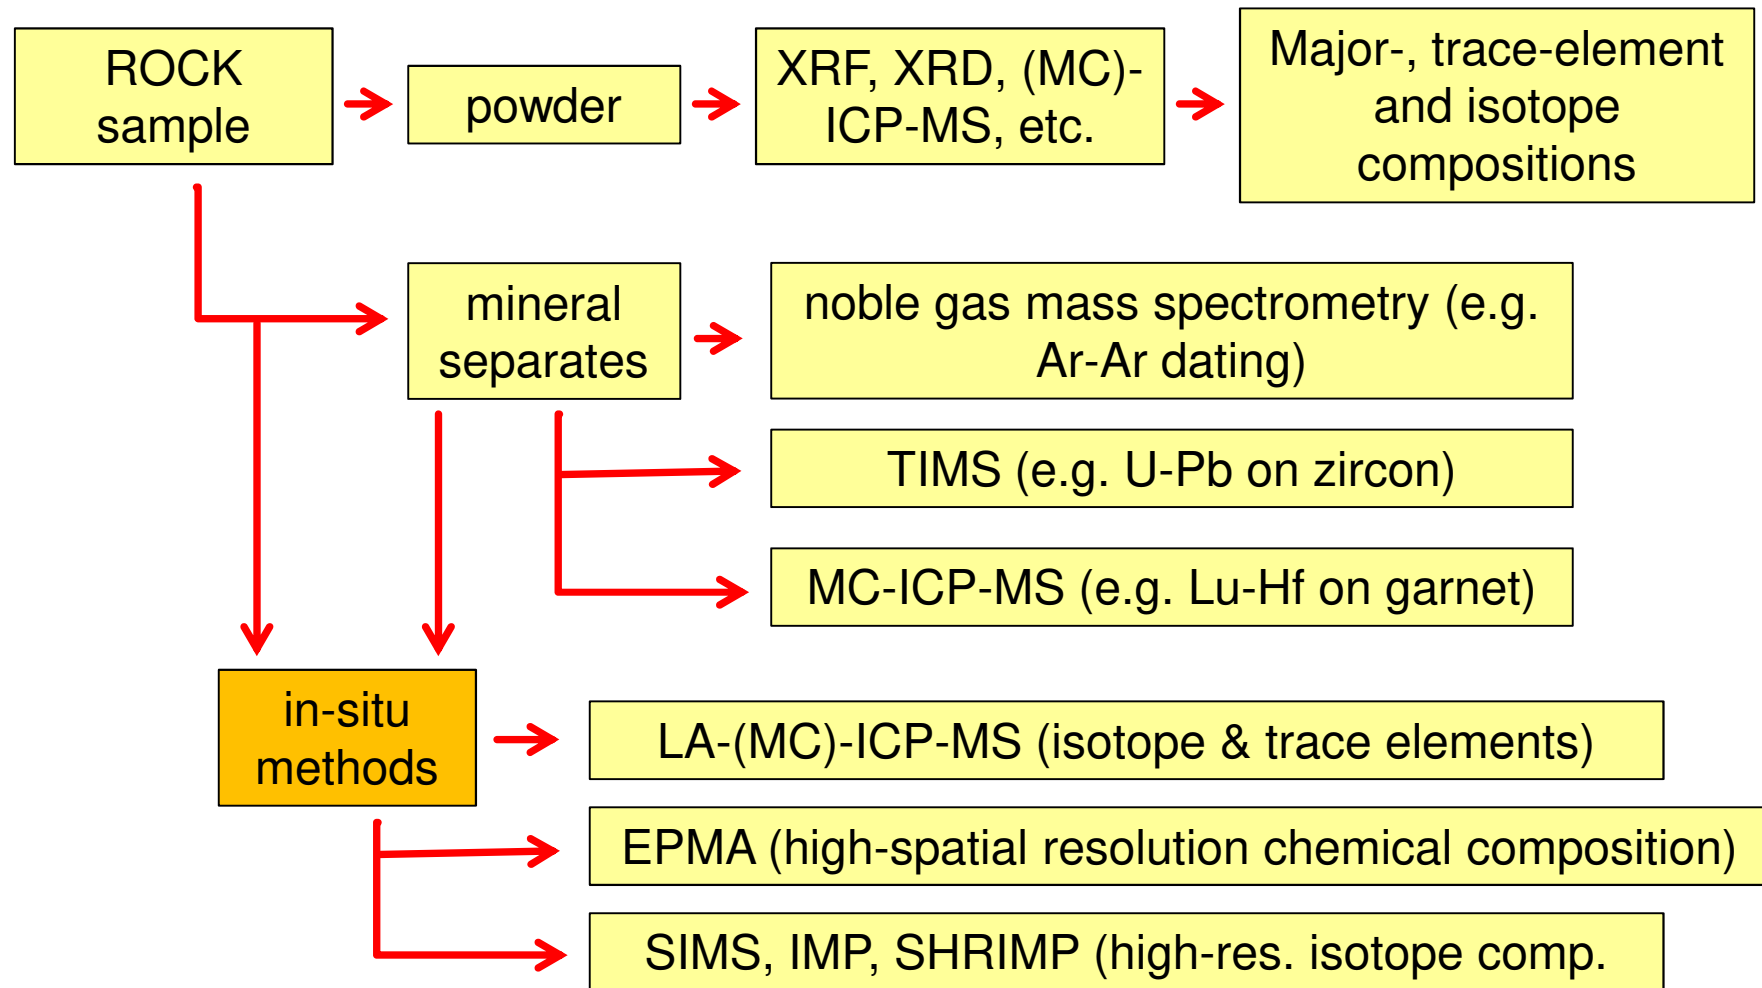 ROCK
sample
powder
XRF, XRD, (MC)-
ICP-MS, etc.
Major-, trace-element
and isotope
compositions
mineral
separates
noble gas mass spectrometry (e.g.
Ar-Ar dating)
TIMS (e.g. U-Pb on zircon)
MC-ICP-MS (e.g. Lu-Hf on garnet)
in-situ
methods
LA-(MC)-ICP-MS (isotope & trace elements)
EPMA (high-spatial resolution chemical composition)
SIMS, IMP, SHRIMP (high-res. isotope comp.